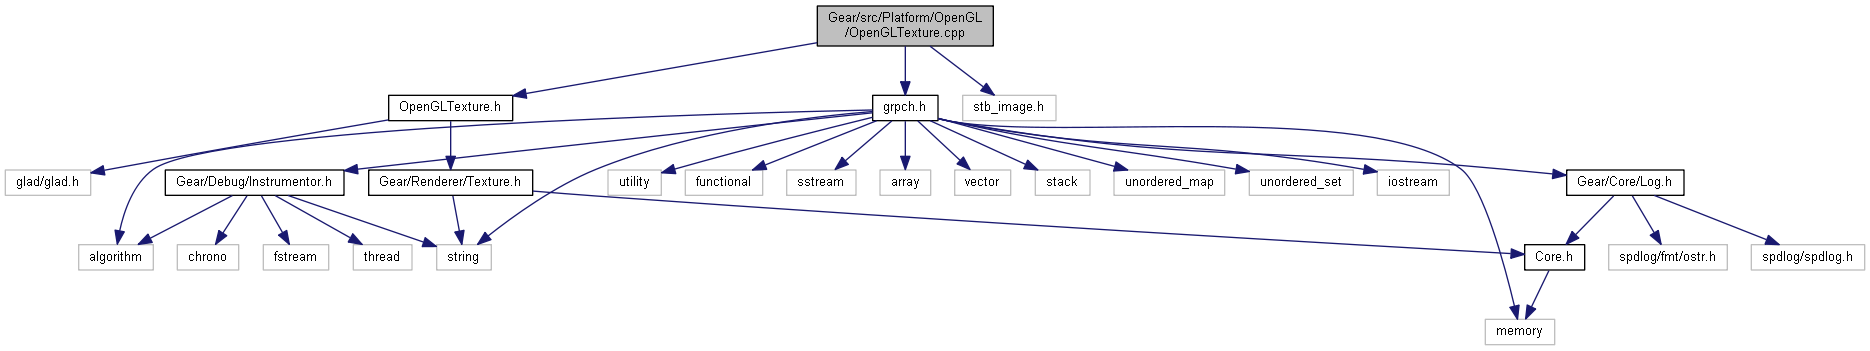 Gear/src/Platform/OpenGL
/OpenGLTexture.cpp
OpenGLTexture.h
grpch.h
stb_image.h
glad/glad.h
Gear/Debug/Instrumentor.h
Gear/Renderer/Texture.h
utility
functional
sstream
array
vector
stack
unordered_map
unordered_set
iostream
Gear/Core/Log.h
algorithm
chrono
fstream
thread
string
Core.h
spdlog/fmt/ostr.h
spdlog/spdlog.h
memory